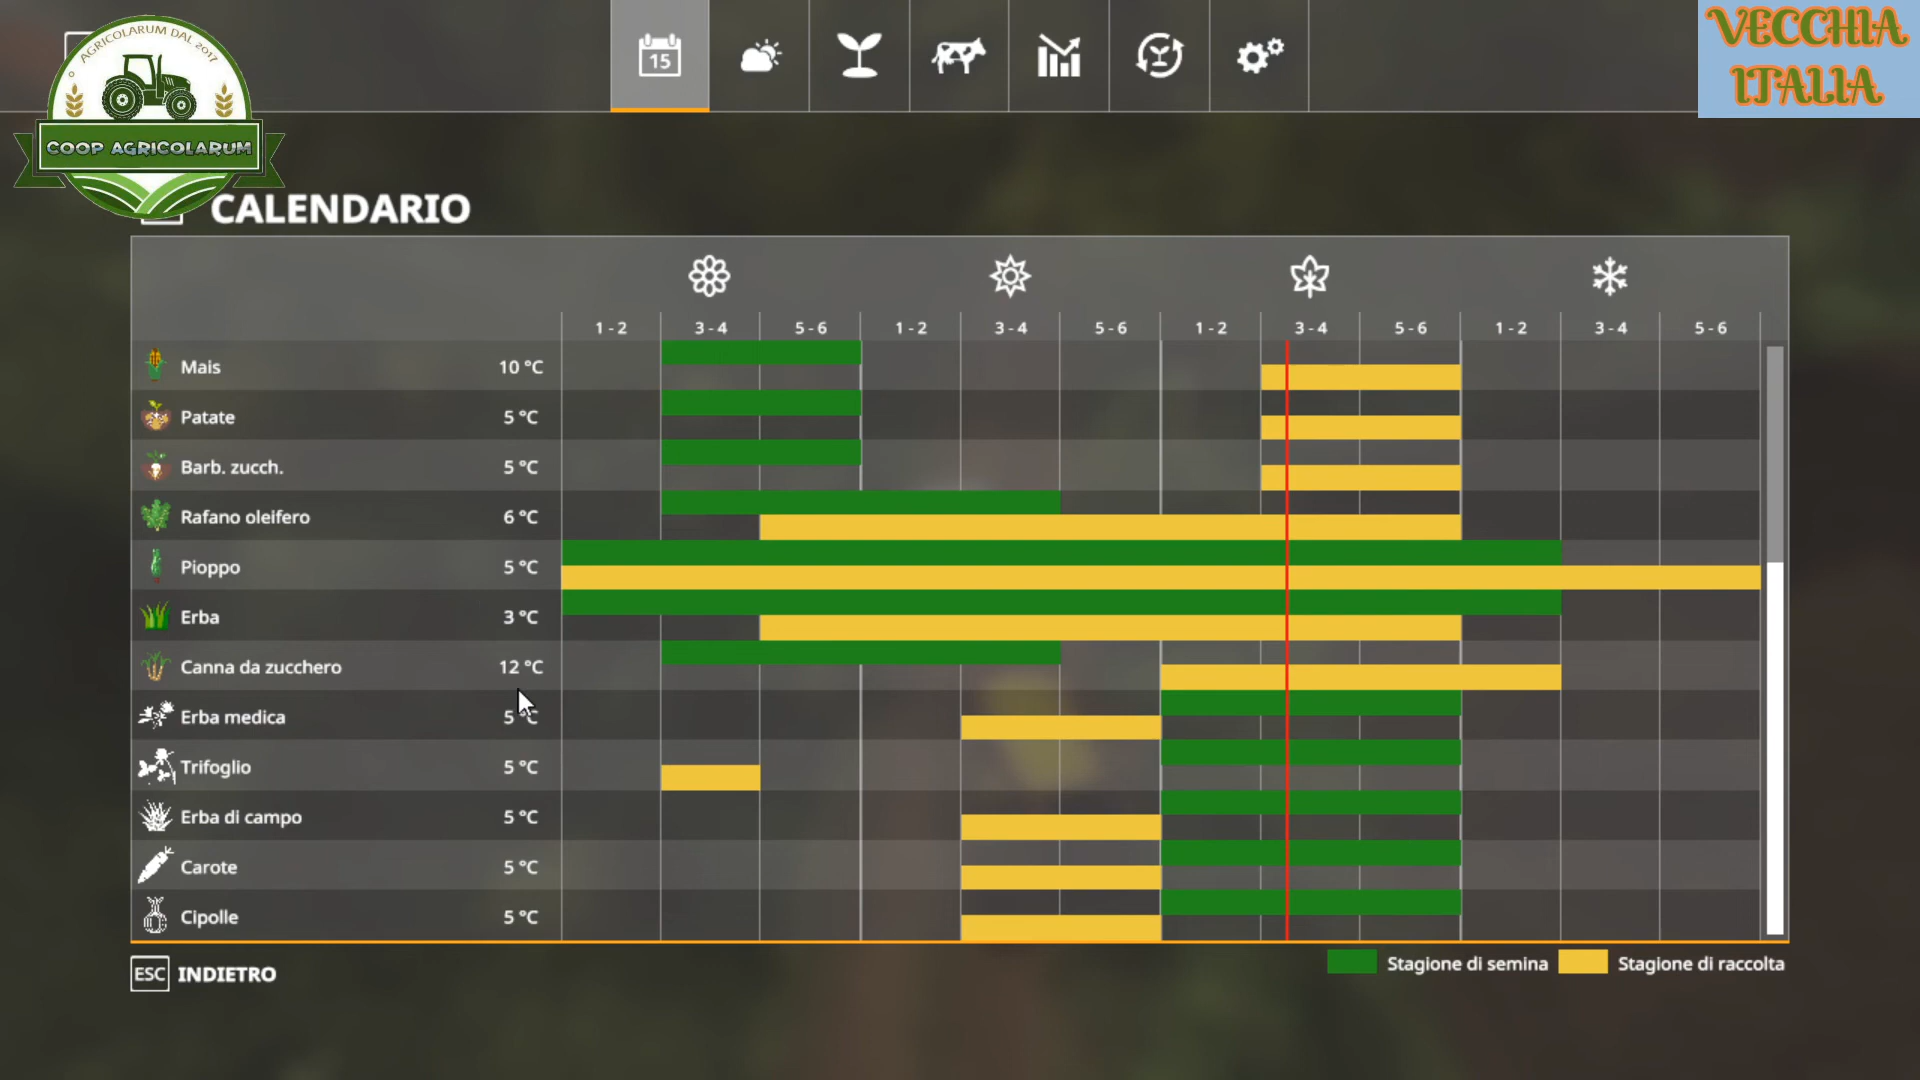 AGRICOLARUM DAL 2017
COOP AGRICOLARUM
15
VECCHIA
ITALIA
CALENDARIO
1 - 2 3 - 4 5 - 6 1 - 2 3 - 4 5 - 6 1 - 2 3 - 4 5 - 6 1 - 2 3 - 4 5 - 6
Mais 10 °C
Patate 5 °C
Barb. zucch. 5 °C
Rafano oleifero 6 °C
Pioppo 5 °C
Erba 3 °C
Canna da zucchero 12 °C
Erba medica 5 °C
Trifoglio 5 °C
Erba di campo 5 °C
Carote 5 °C
Cipolle 5 °C
ESC INDIETRO
Stagione di semina Stagione di raccolta